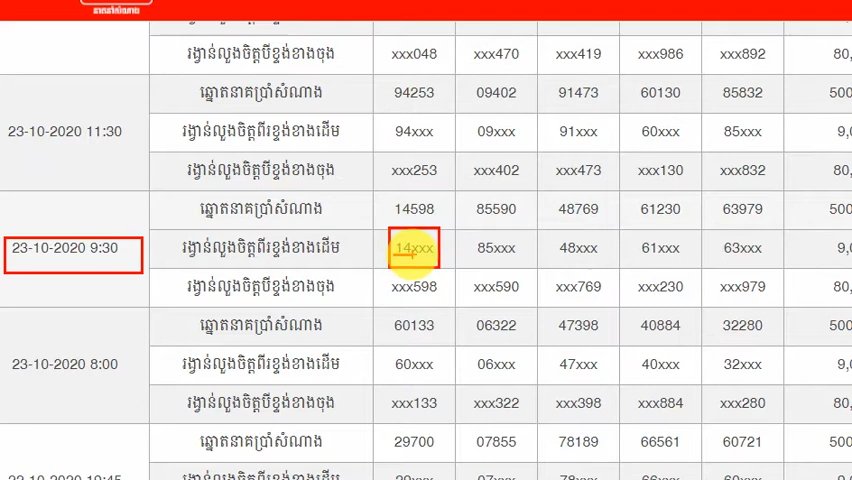 រង្វាន់លួងចិត្តបីខ្ទង់ខាងចុង xxx048 xxx470 xxx419 xxx986 xxx892 80,
ឆ្នោតនាគប្រាំសំណាង 94253 09402 91473 60130 85832 500
23-10-2020 11:30 រង្វាន់លួងចិត្តពីរខ្ទង់ខាងដើម 94xxx 09xxx 91xxx 60xxx 85xxx 9,0
រង្វាន់លួងចិត្តបីខ្ទង់ខាងចុង xxx253 xxx402 xxx473 xxx130 xxx832 80,
ឆ្នោតនាគប្រាំសំណាង 14598 85590 48769 61230 63979 500
23-10-2020 9:30 រង្វាន់លួងចិត្តពីរខ្ទង់ខាងដើម 14xxx 85xxx 48xxx 61xxx 63xxx 9,0
រង្វាន់លួងចិត្តបីខ្ទង់ខាងចុង xxx598 xxx590 xxx769 xxx230 xxx979 80,
ឆ្នោតនាគប្រាំសំណាង 60133 06322 47398 40884 32280 500
23-10-2020 8:00 រង្វាន់លួងចិត្តពីរខ្ទង់ខាងដើម 60xxx 06xxx 47xxx 40xxx 32xxx 9,0
រង្វាន់លួងចិត្តបីខ្ទង់ខាងចុង xxx133 xxx322 xxx398 xxx884 xxx280 80,
ឆ្នោតនាគប្រាំសំណាង 29700 07855 78189 66561 60721 500